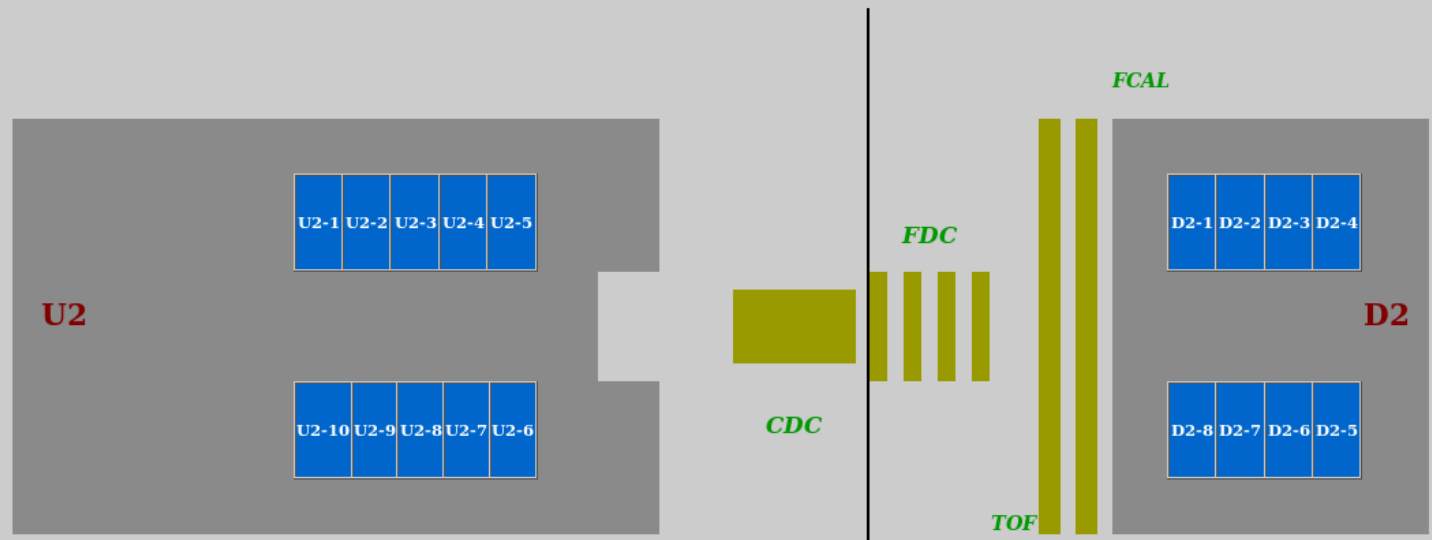 FCAL
U2-1 U2-2 U2-3 U2-4 U2-5
D2-1 D2-2 D2-3 D2-4
FDC
U2
D2
CDC
U2-10 U2-9 U2-8 U2-7 U2-6
D2-8 D2-7 D2-6 D2-5
TOF